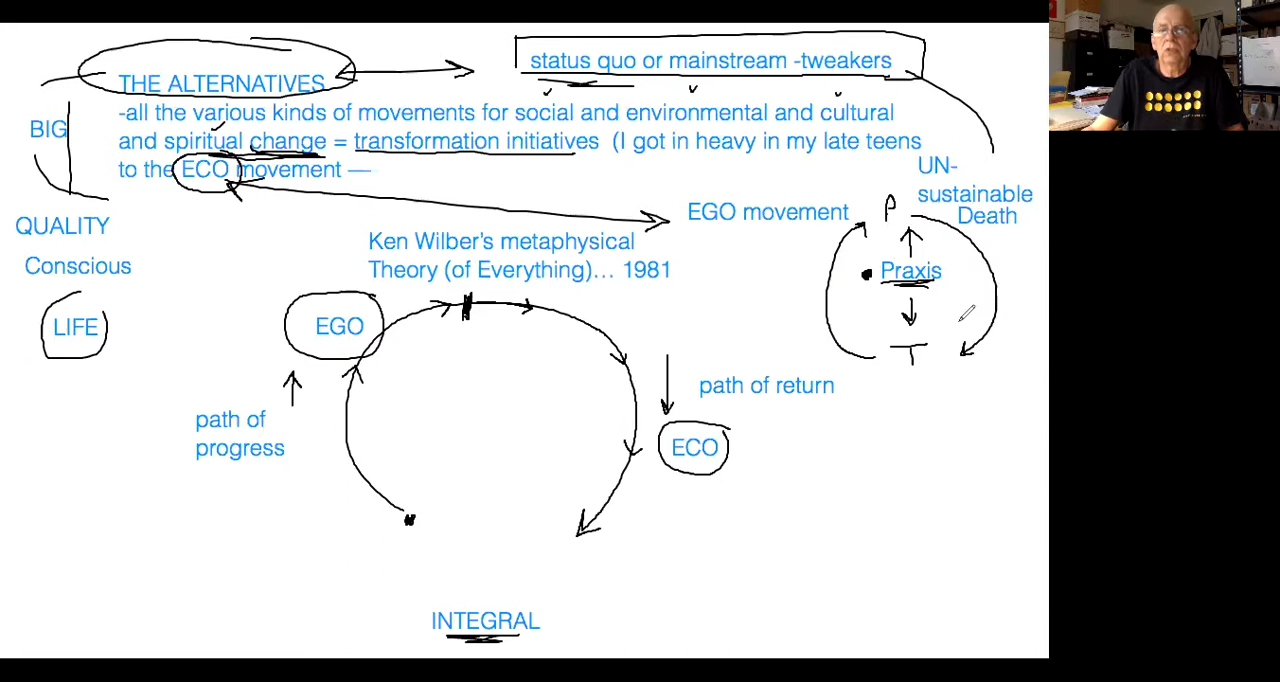 THE ALTERNATIVES
status quo or mainstream -tweakers
-all the various kinds of movements for social and environmental and cultural
and spiritual change = transformation initiatives (I got in heavy in my late teens
to the ECO movement —
BIG
QUALITY
Conscious
LIFE
UN-
sustainable
Death
EGO movement
P
Praxis
T
Ken Wilber's metaphysical
Theory (of Everything)... 1981
EGO
path of
progress
path of return
ECO
INTEGRAL